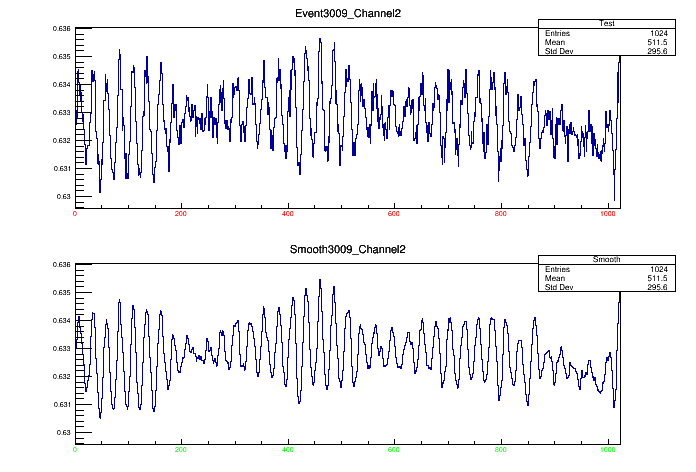 Event3009_Channel2
Test
Entries 1024
Mean 511.5
Std Dev 295.6
0.636
0.635
0.634
0.633
0.632
0.631
0.63
0 200 400 600 800 1000
Smooth3009_Channel2
Smooth
Entries 1024
Mean 511.5
Std Dev 295.6
0.636
0.635
0.634
0.633
0.632
0.631
0.63
0 200 400 600 800 1000